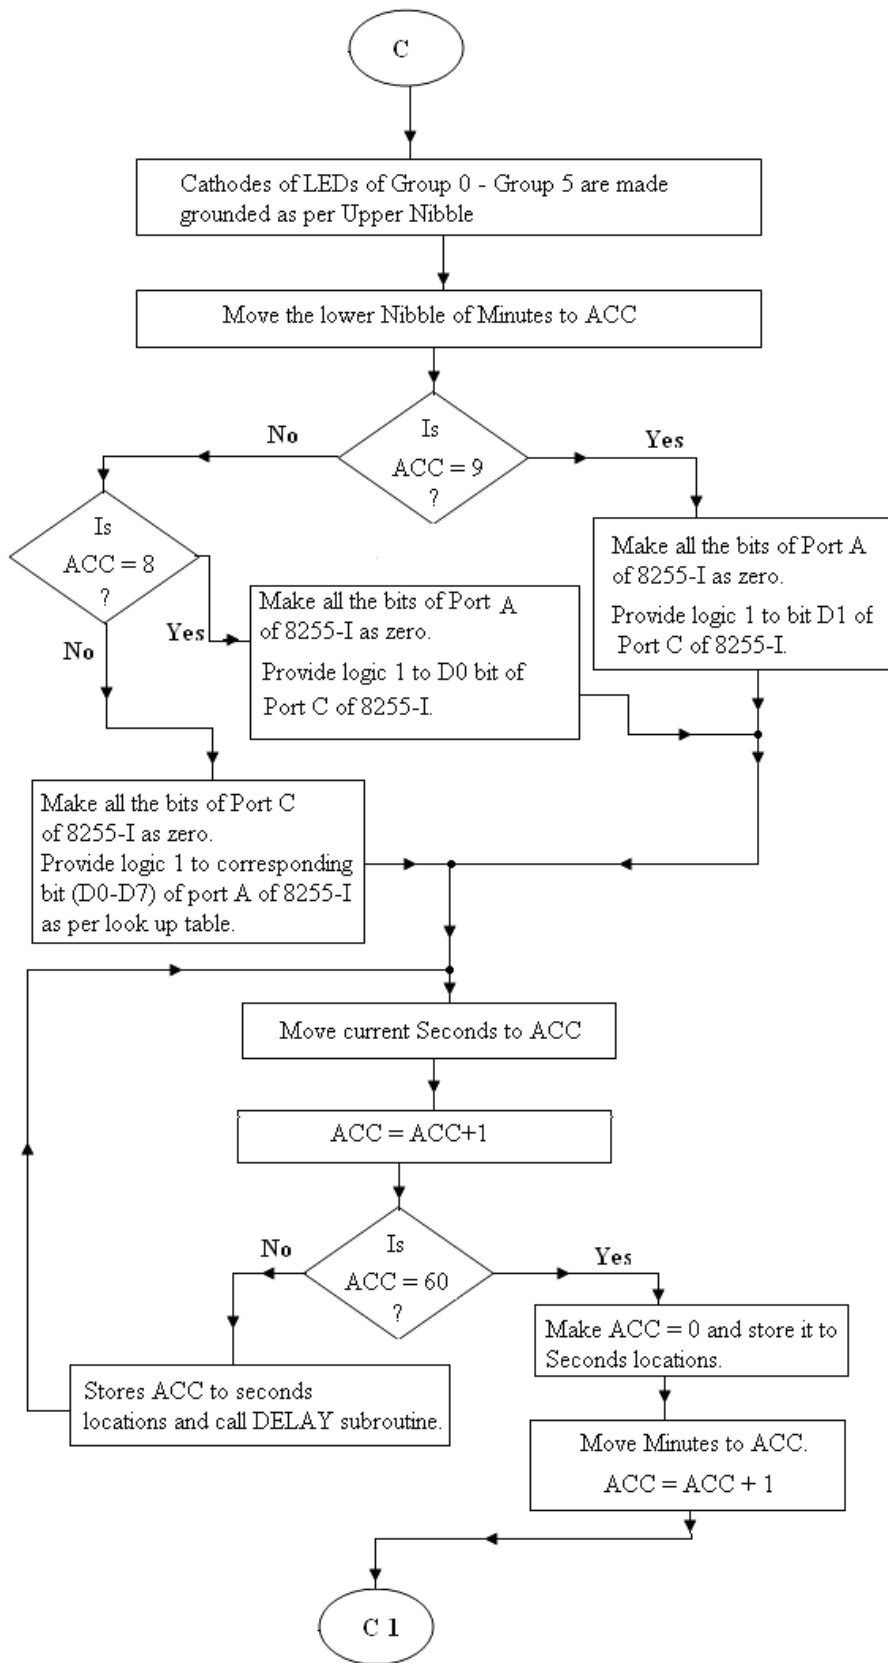 C
Cathodes of LEDs of Group 0 - Group 5 are made
grounded as per Upper Nibble
Move the lower Nibble of Minutes to ACC
Is
ACC = 9
?
No
Yes
Is
ACC = 8
?
Yes
No
Make all the bits of Port A
of 8255-I as zero.
Provide logic 1 to D0 bit of
Port C of 8255-I.
Make all the bits of Port A
of 8255-I as zero.
Provide logic 1 to bit D1 of
Port C of 8255-I.
Make all the bits of Port C
of 8255-I as zero.
Provide logic 1 to corresponding
bit (D0-D7) of port A of 8255-I
as per look up table.
Move current Seconds to ACC
ACC = ACC+1
Is
ACC = 60
?
No
Yes
Stores ACC to seconds
locations and call DELAY subroutine.
Make ACC = 0 and store it to
Seconds locations.
Move Minutes to ACC.
ACC = ACC + 1
C 1